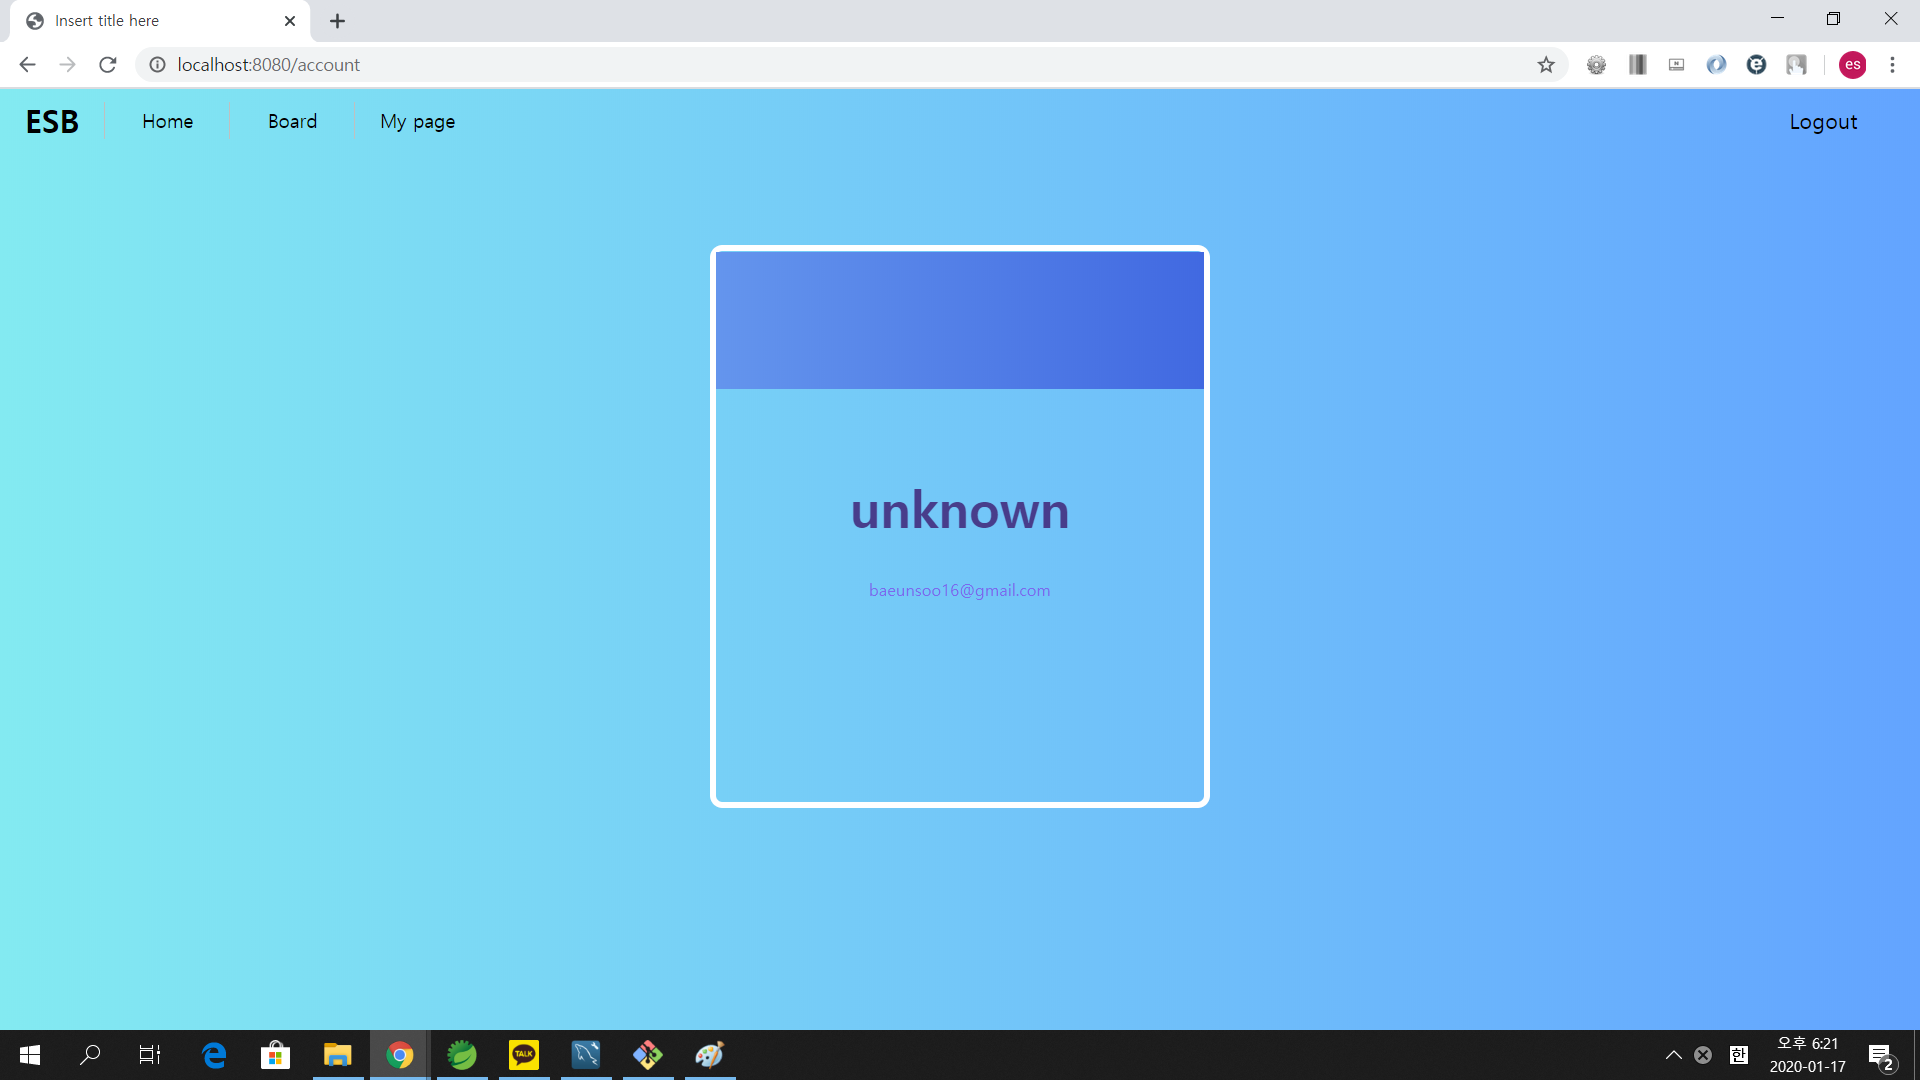 Insert title here
localhost:8080/account
es
ESB
Home
Board
My page
Logout
unknown
baeunsoo16@gmail.com
TALK
한
오후 6:21
2020-01-17
2